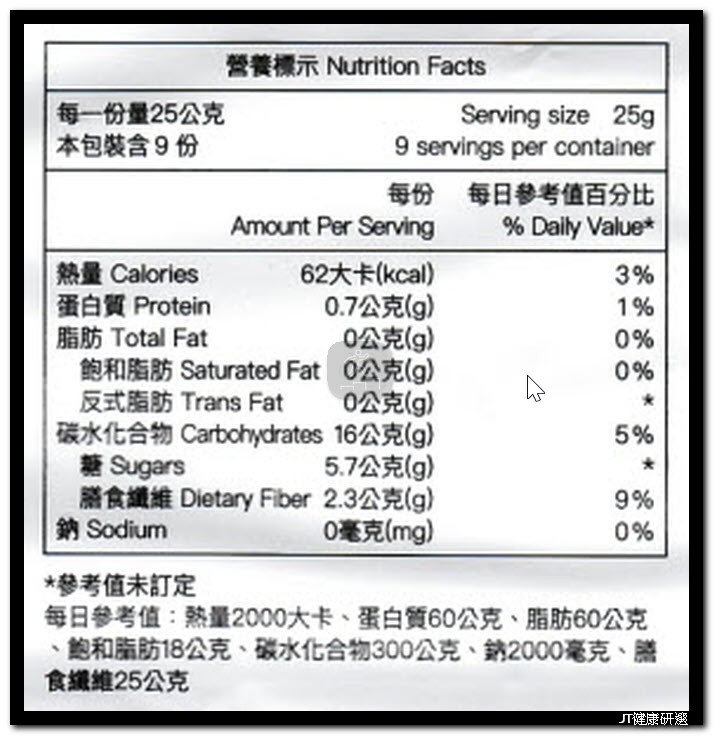 營養標示 Nutrition Facts
每一份量25公克 Serving size 25g
本包裝含9份 9 servings per container
每份 每日參考值百分比
Amount Per Serving % Daily Value*
熱量 Calories 62大卡(kcal) 3%
蛋白質 Protein 0.7公克(g) 1%
脂肪 Total Fat 0公克(g) 0%
飽和脂肪 Saturated Fat 0公克(g) 0%
反式脂肪 Trans Fat 0公克(g) *
碳水化合物 Carbohydrates 16公克(g) 5%
糖 Sugars 5.7公克(g) *
膳食纖維 Dietary Fiber 2.3公克(g) 9%
鈉 Sodium 0毫克(mg) 0%
*參考值未訂定
每日參考值：熱量2000大卡、蛋白質60公克、脂肪60公克
、飽和脂肪18公克、碳水化合物300公克、鈉2000毫克、膳
食纖維25公克
JT健康研選